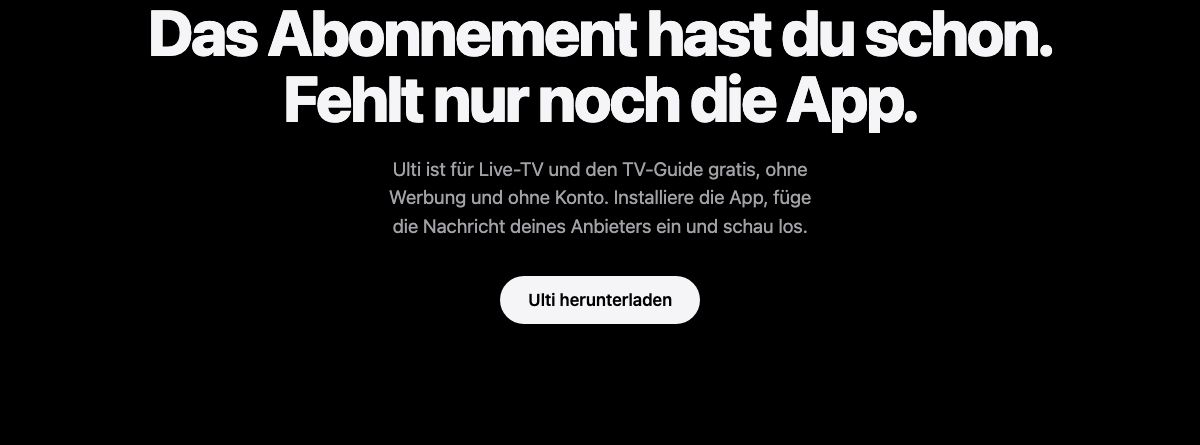 Das Abonnement hast du schon.
Fehlt nur noch die App.
Ulti ist für Live-TV und den TV-Guide gratis, ohne
Werbung und ohne Konto. Installiere die App, füge
die Nachricht deines Anbieters ein und schau los.
Ulti herunterladen